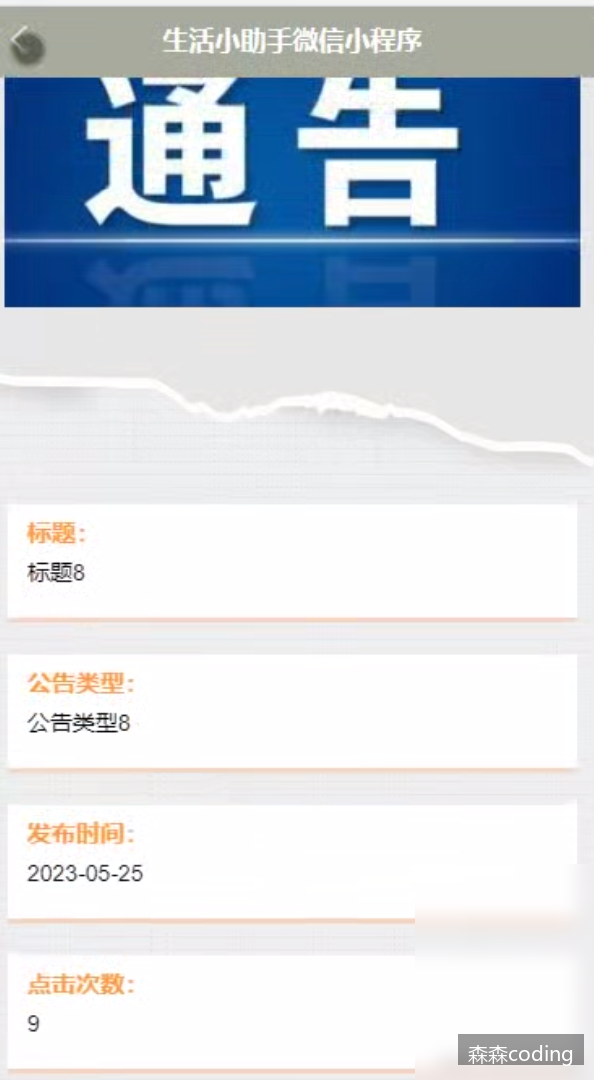 生活小助手微信小程序
通告
标题：
标题8
公告类型：
公告类型8
发布时间：
2023-05-25
点击次数：
9
森森coding